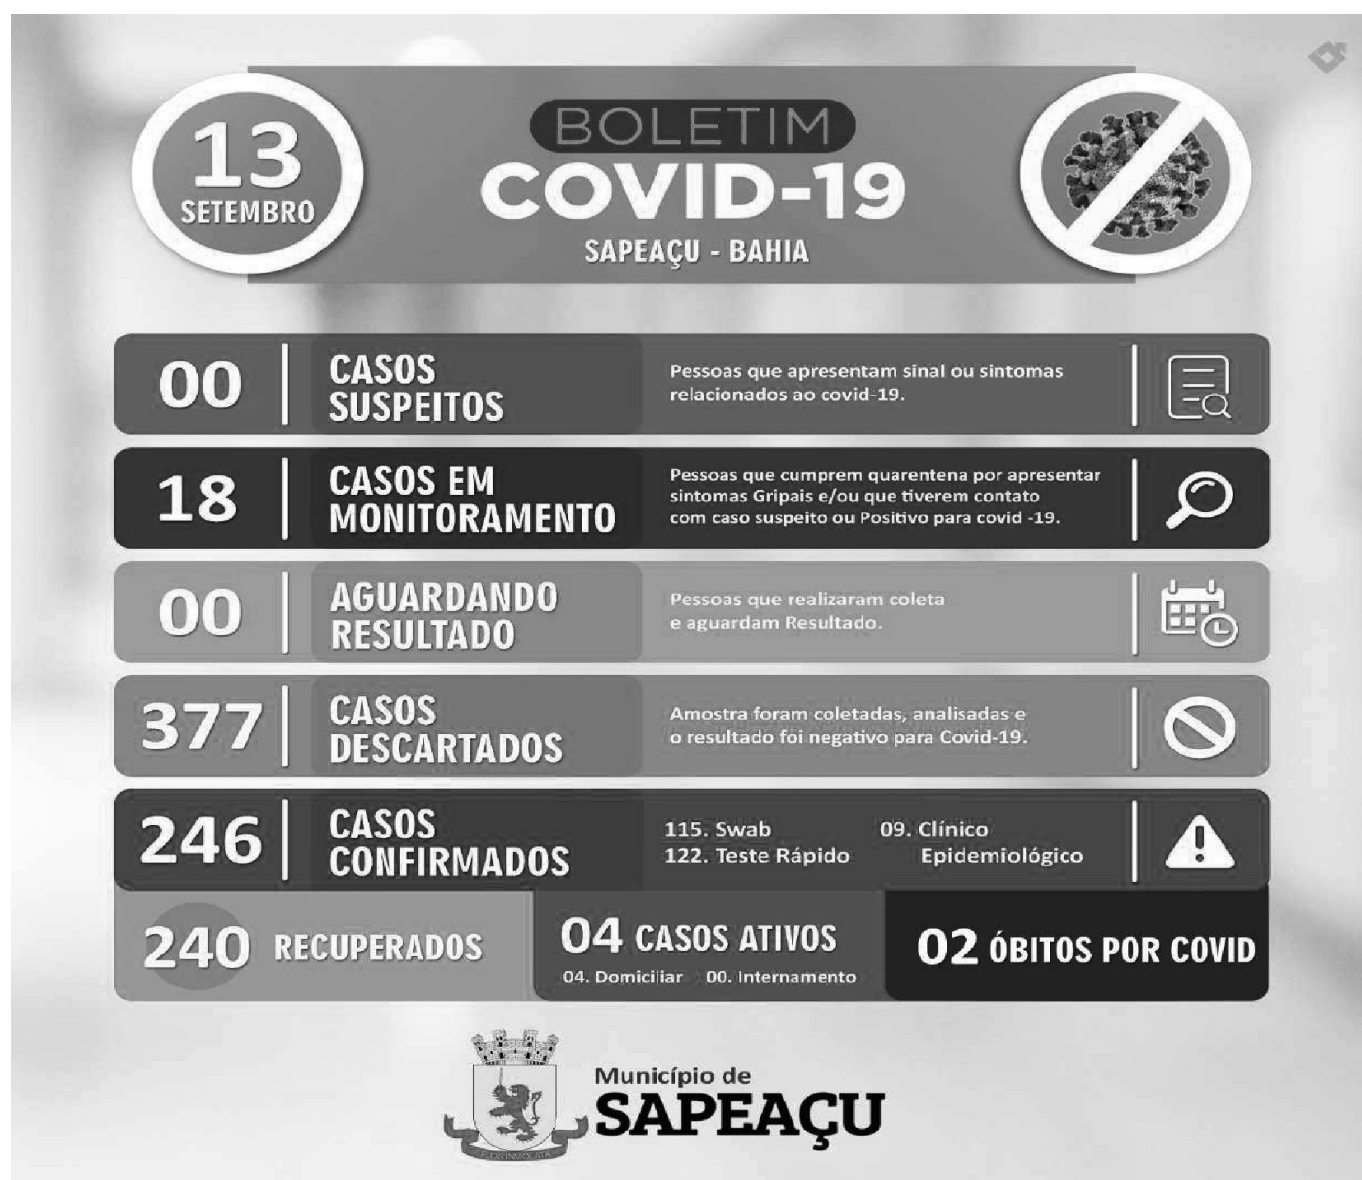 13
SETEMBRO
BOLETIM
COVID-19
SAPEAÇU - BAHIA
00
CASOS
SUSPEITOS
Pessoas que apresentam sinal ou sintomas
relacionados ao covid-19.
18
CASOS EM
MONITORAMENTO
Pessoas que cumprem quarentena por apresentar
sintomas Gripais e/ou que tiverem contato
com caso suspeito ou Positivo para covid -19.
00
AGUARDANDO
RESULTADO
Pessoas que realizaram coleta
e aguardam Resultado.
377
CASOS
DESCARTADOS
Amostra foram coletadas, analisadas e
o resultado foi negativo para Covid-19.
246
CASOS
CONFIRMADOS
115. Swab
122. Teste Rápido
09. Clínico
Epidemiológico
240 RECUPERADOS
04 CASOS ATIVOS
04. Domiciliar 00. Internamento
02 ÓBITOS POR COVID
Município de
SAPEAÇU